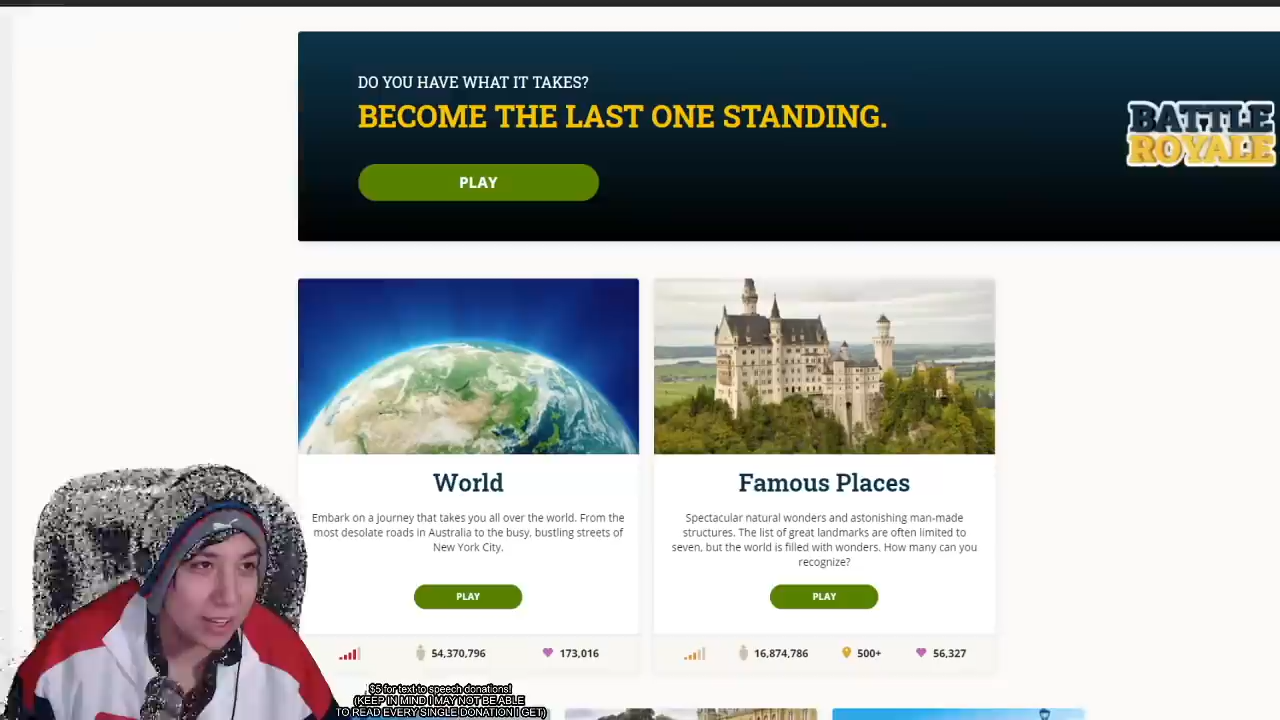 DO YOU HAVE WHAT IT TAKES?
BECOME THE LAST ONE STANDING.
PLAY
BATTLE
ROYALE
World
Embark on a journey that takes you all over the world. From the
most desolate roads in Australia to the busy, bustling streets of
New York City.
PLAY
54,370,796
173,016
Famous Places
Spectacular natural wonders and astonishing man-made
structures. The list of great landmarks are often limited to
seven, but the world is filled with wonders. How many can you
recognize?
PLAY
16,874,786
500+
56,327
$5 for text to speech donations!
(KEEP IN MIND I MAY NOT BE ABLE
TO READ EVERY SINGLE DONATION I GET)